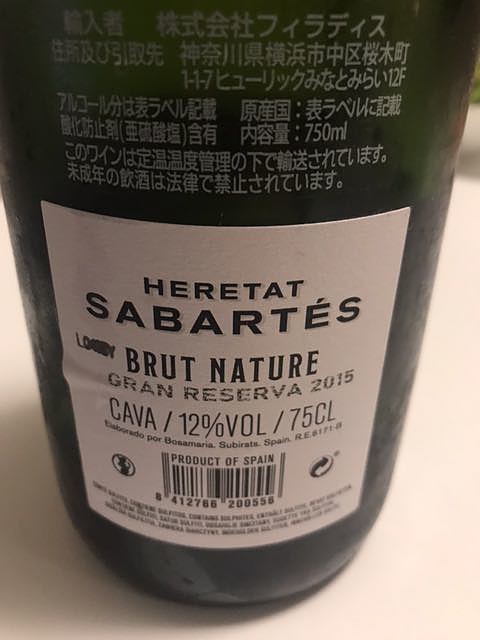 輸入者 株式会社フィラディス
住所及び引取先 神奈川県横浜市中区桜木町
1-1-7ヒューリックみなとみらい12F
アルコール分は表ラベル記載 原産国：表ラベルに記載
酸化防止剤(亜硫酸塩)含有 内容量：750ml
このワインは定温温度管理の下で輸送されています。
未成年の飲酒は法律で禁止されています。
HERETAT
SABARTÉS
BRUT NATURE
GRAN RESERVA 2015
CAVA / 12%VOL / 75CL
Elaborado por Bosamaria. Subirats. Spain. R.E.8171-B
PRODUCT OF SPAIN
8 412766 200556
CONTIENE SULFITOS, CONTAINS SULPHITES,